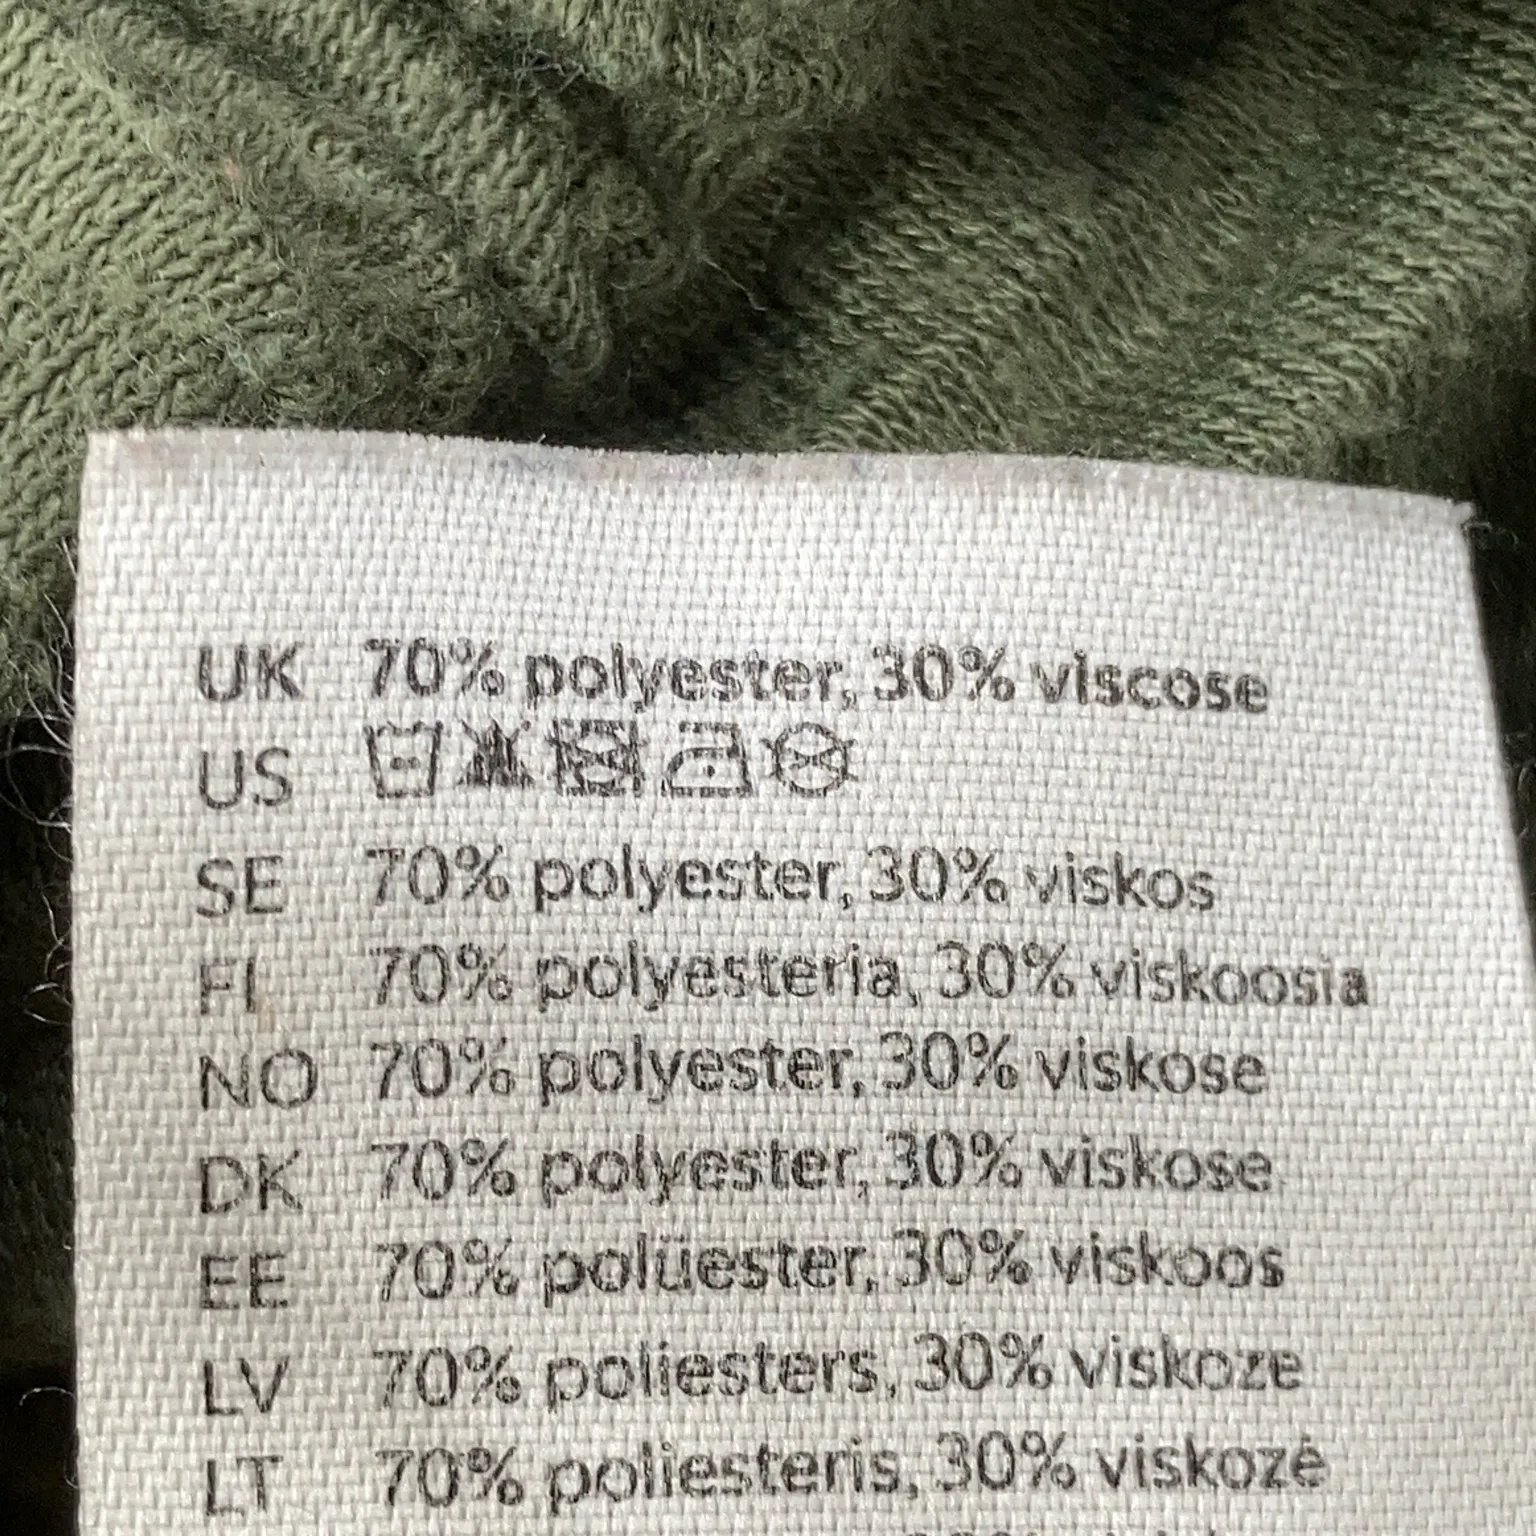 UK 70% polyester, 30% viscose
US
SE 70% polyester, 30% viskos
FI 70% polyesteria, 30% viskoosia
NO 70% polyester, 30% viskose
DK 70% polyester, 30% viskose
EE 70% polüester, 30% viskoos
LV 70% poliesters, 30% viskoze
LT 70% poliesteris, 30% viskozė